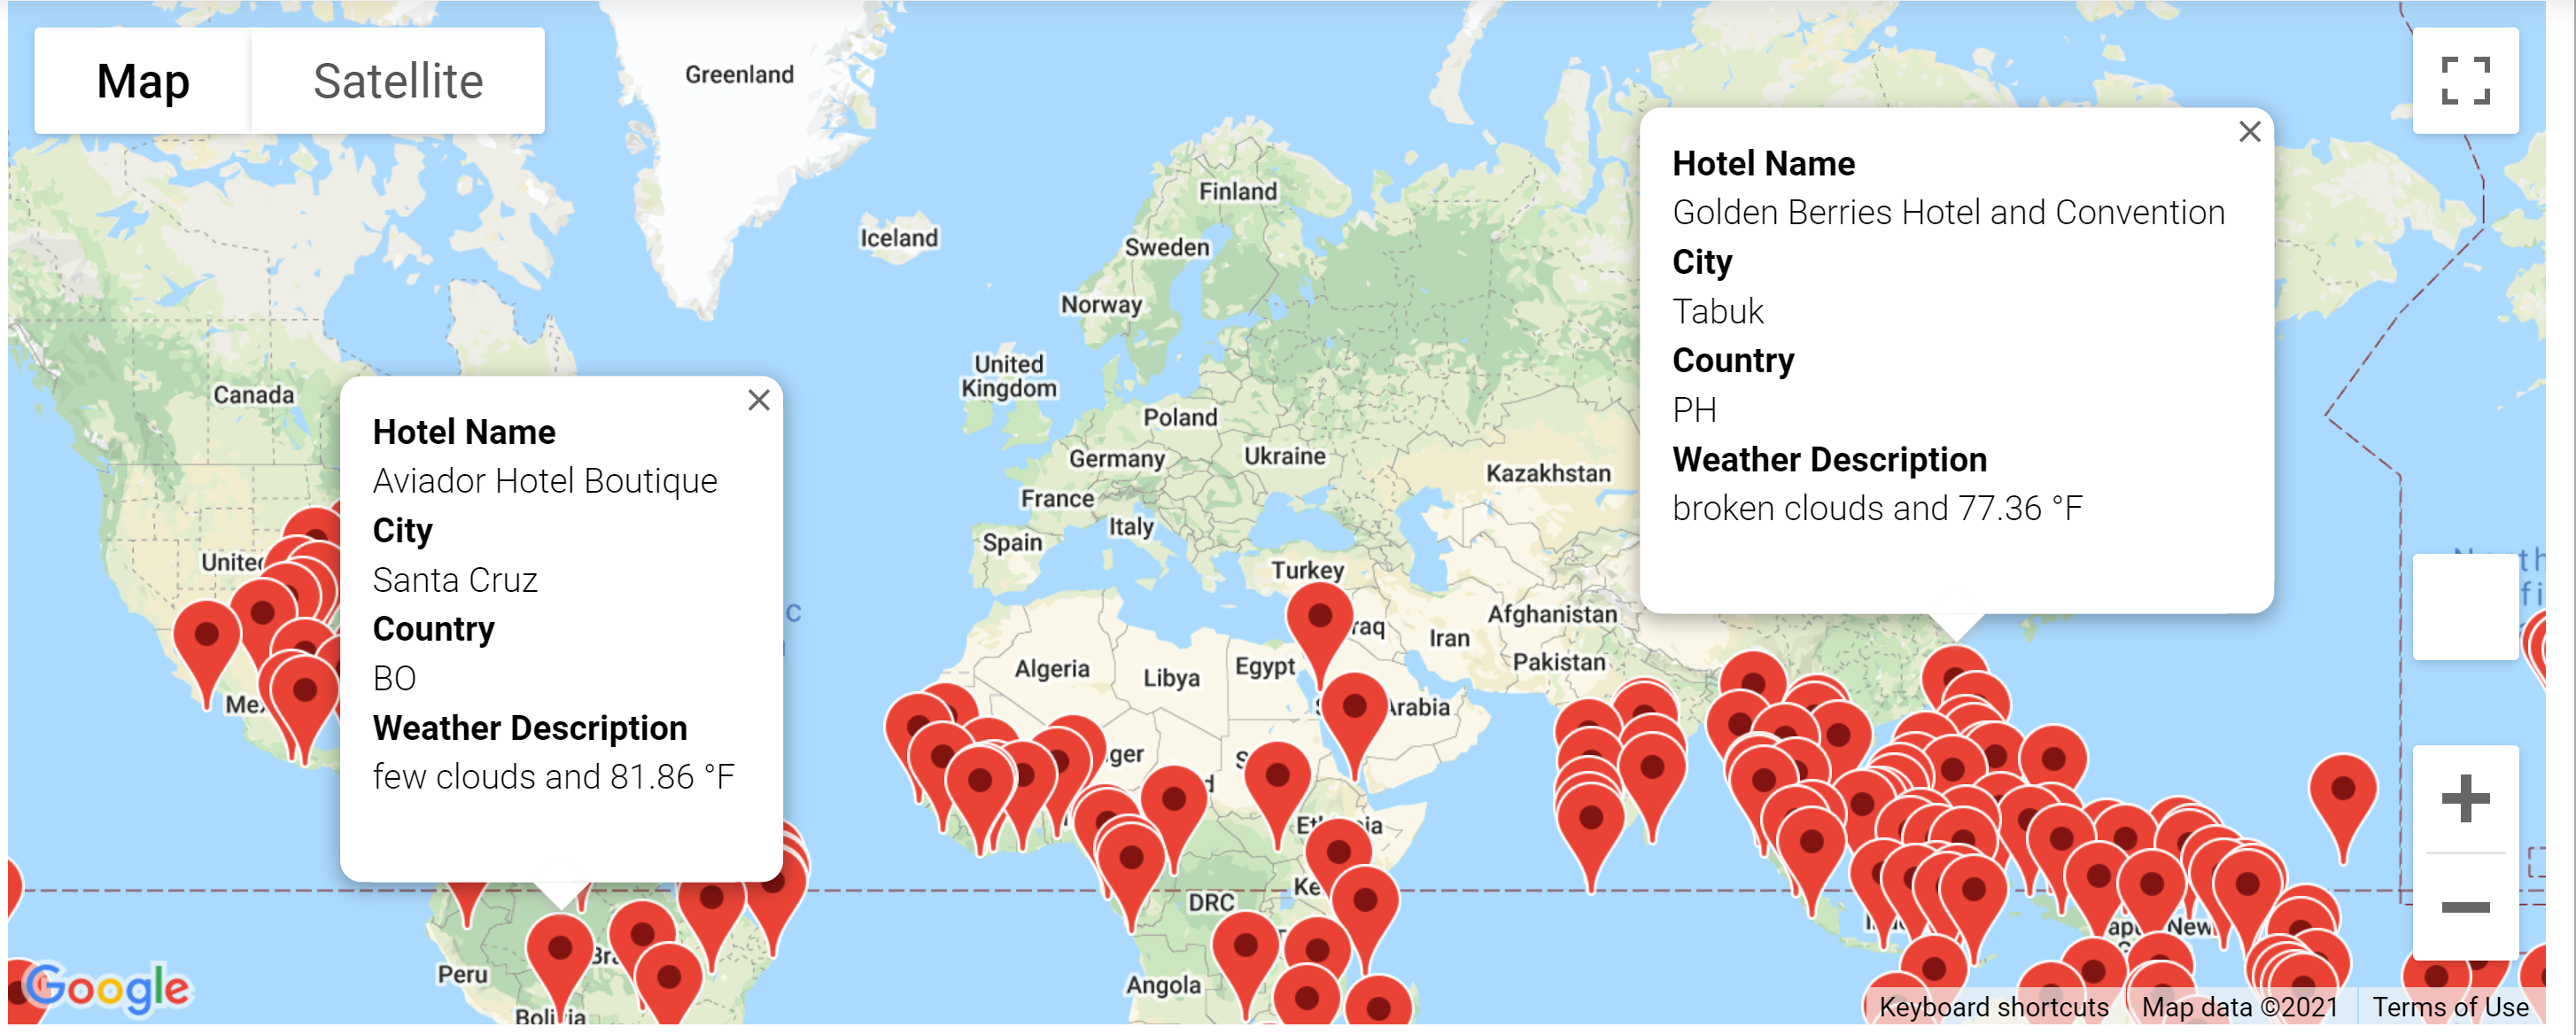 Map
Satellite
Greenland
Finland
Iceland
Sweden
Norway
United
Kingdom
Canada
Poland
Germany
Ukraine
France
Kazakhstan
Italy
Spain
Turkey
Afghanistan
Iran
Pakistan
Algeria
Libya
Egypt
DRC
Angola
Peru
Bolivia
Hotel Name
Aviador Hotel Boutique
City
Santa Cruz
Country
BO
Weather Description
few clouds and 81.86 °F
Hotel Name
Golden Berries Hotel and Convention
City
Tabuk
Country
PH
Weather Description
broken clouds and 77.36 °F
Google
Keyboard shortcuts
Map data ©2021
Terms of Use